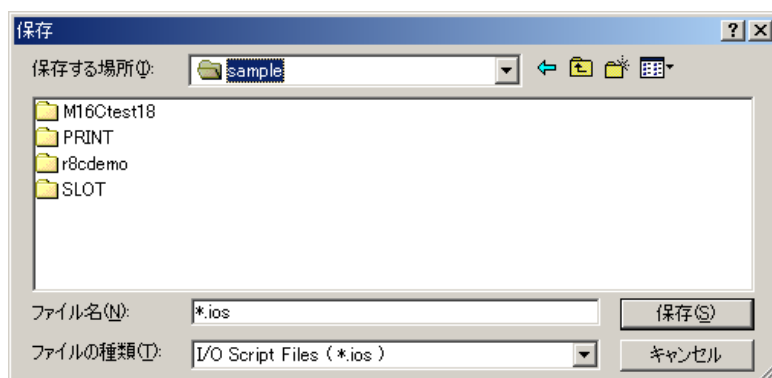 保存
保存する場所(I):
sample
M16Ctest18
PRINT
r8cdemo
SLOT
ファイル名(N):
*.ios
保存(S)
ファイルの種類(T):
I/O Script Files ( *.ios )
キャンセル